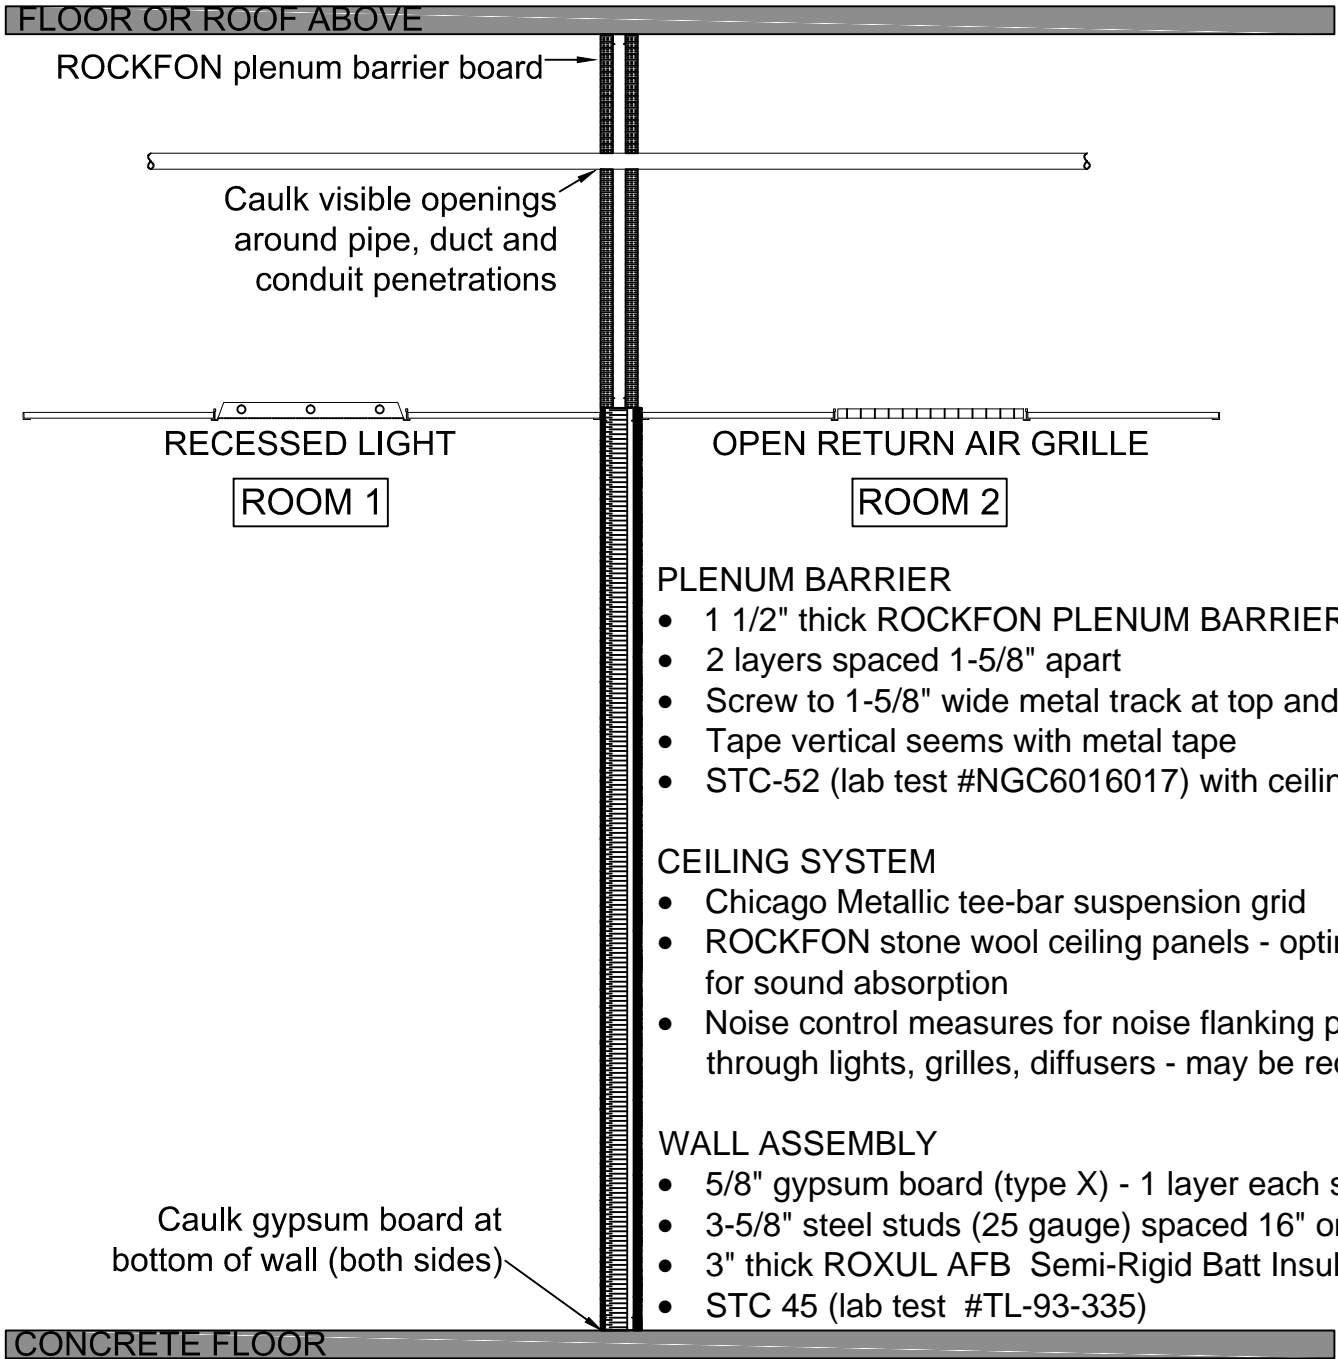 FLOOR OR ROOF ABOVE
ROCKFON plenum barrier board
Caulk visible openings
around pipe, duct and
conduit penetrations
RECESSED LIGHT
OPEN RETURN AIR GRILLE
ROOM 1
ROOM 2
PLENUM BARRIER
• 1 1/2" thick ROCKFON PLENUM BARRIER
• 2 layers spaced 1-5/8" apart
• Screw to 1-5/8" wide metal track at top and
• Tape vertical seems with metal tape
• STC-52 (lab test #NGC6016017) with
CEILING SYSTEM
• Chicago Metallic tee-bar suspension grid
• ROCKFON stone wool ceiling panels -
for sound absorption
• Noise control measures for noise flanking
through lights, grilles, diffusers - may be
WALL ASSEMBLY
• 5/8" gypsum board (type X) - 1 layer each
• 3-5/8" steel studs (25 gauge) spaced 16"
• 3" thick ROXUL AFB Semi-Rigid Batt
• STC 45 (lab test #TL-93-335)
Caulk gypsum board at
bottom of wall (both sides)
CONCRETE FLOOR